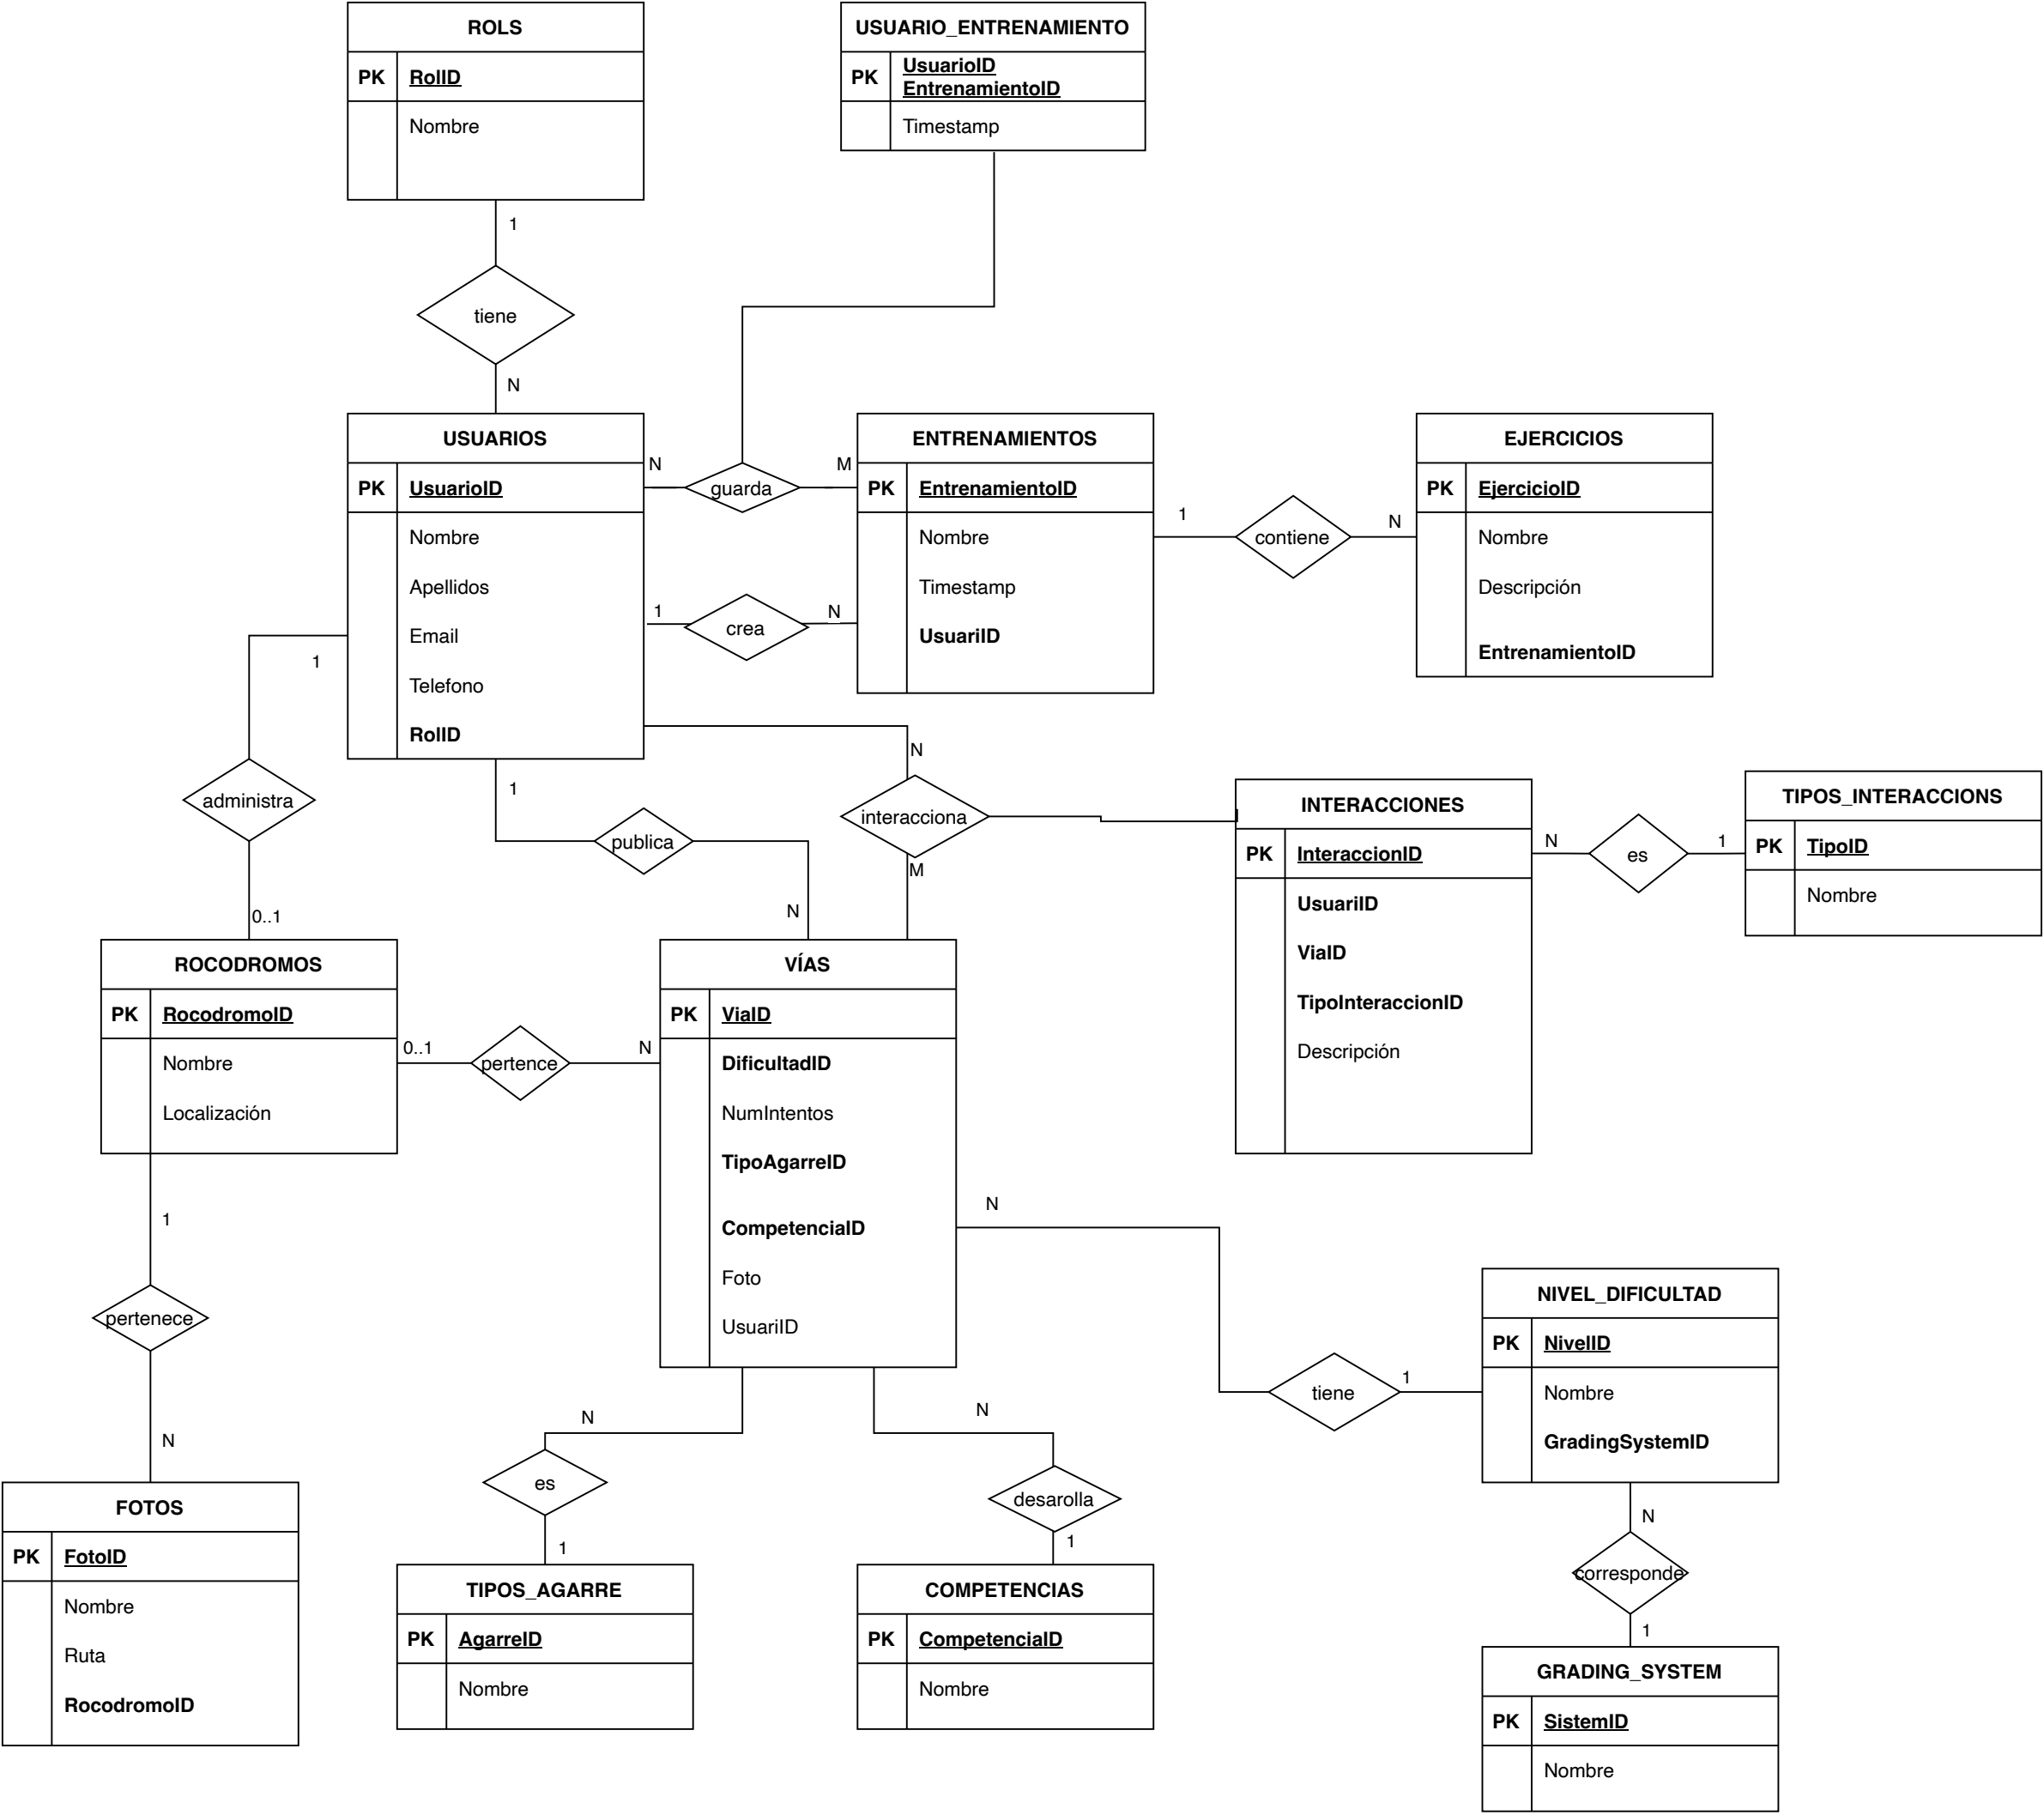 ROLS
PK RolID
Nombre
USUARIO_ENTRENAMIENTO
PK UsuarioID
EntrenamientoID
Timestamp
1
tiene
N
USUARIOS
PK UsuarioID
Nombre
Apellidos
Email
Telefono
RolID
N guarda M
1 crea N
ENTRENAMIENTOS
PK EntrenamientoID
Nombre
Timestamp
UsuariID
1 contiene N
EJERCICIOS
PK EjercicioID
Nombre
Descripción
EntrenamientoID
1
administra
0..1
1
publica
N
N
interacciona
M
INTERACCIONES
PK InteraccionID
UsuariID
ViaID
TipoInteraccionID
Descripción
N es 1
TIPOS_INTERACCIONS
PK TipoID
Nombre
ROCODROMOS
PK RocodromoID
Nombre
Localización
0..1 pertence N
VÍAS
PK ViaID
DificultadID
NumIntentos
TipoAgarreID
CompetenciaID
Foto
UsuariID
1
pertenece
N
N
tiene 1
NIVEL_DIFICULTAD
PK NivelID
Nombre
GradingSystemID
FOTOS
PK FotoID
Nombre
Ruta
RocodromoID
N
es
1
TIPOS_AGARRE
PK AgarreID
Nombre
N
desarolla
1
COMPETENCIAS
PK CompetenciaID
Nombre
N
corresponde
1
GRADING_SYSTEM
PK SistemID
Nombre